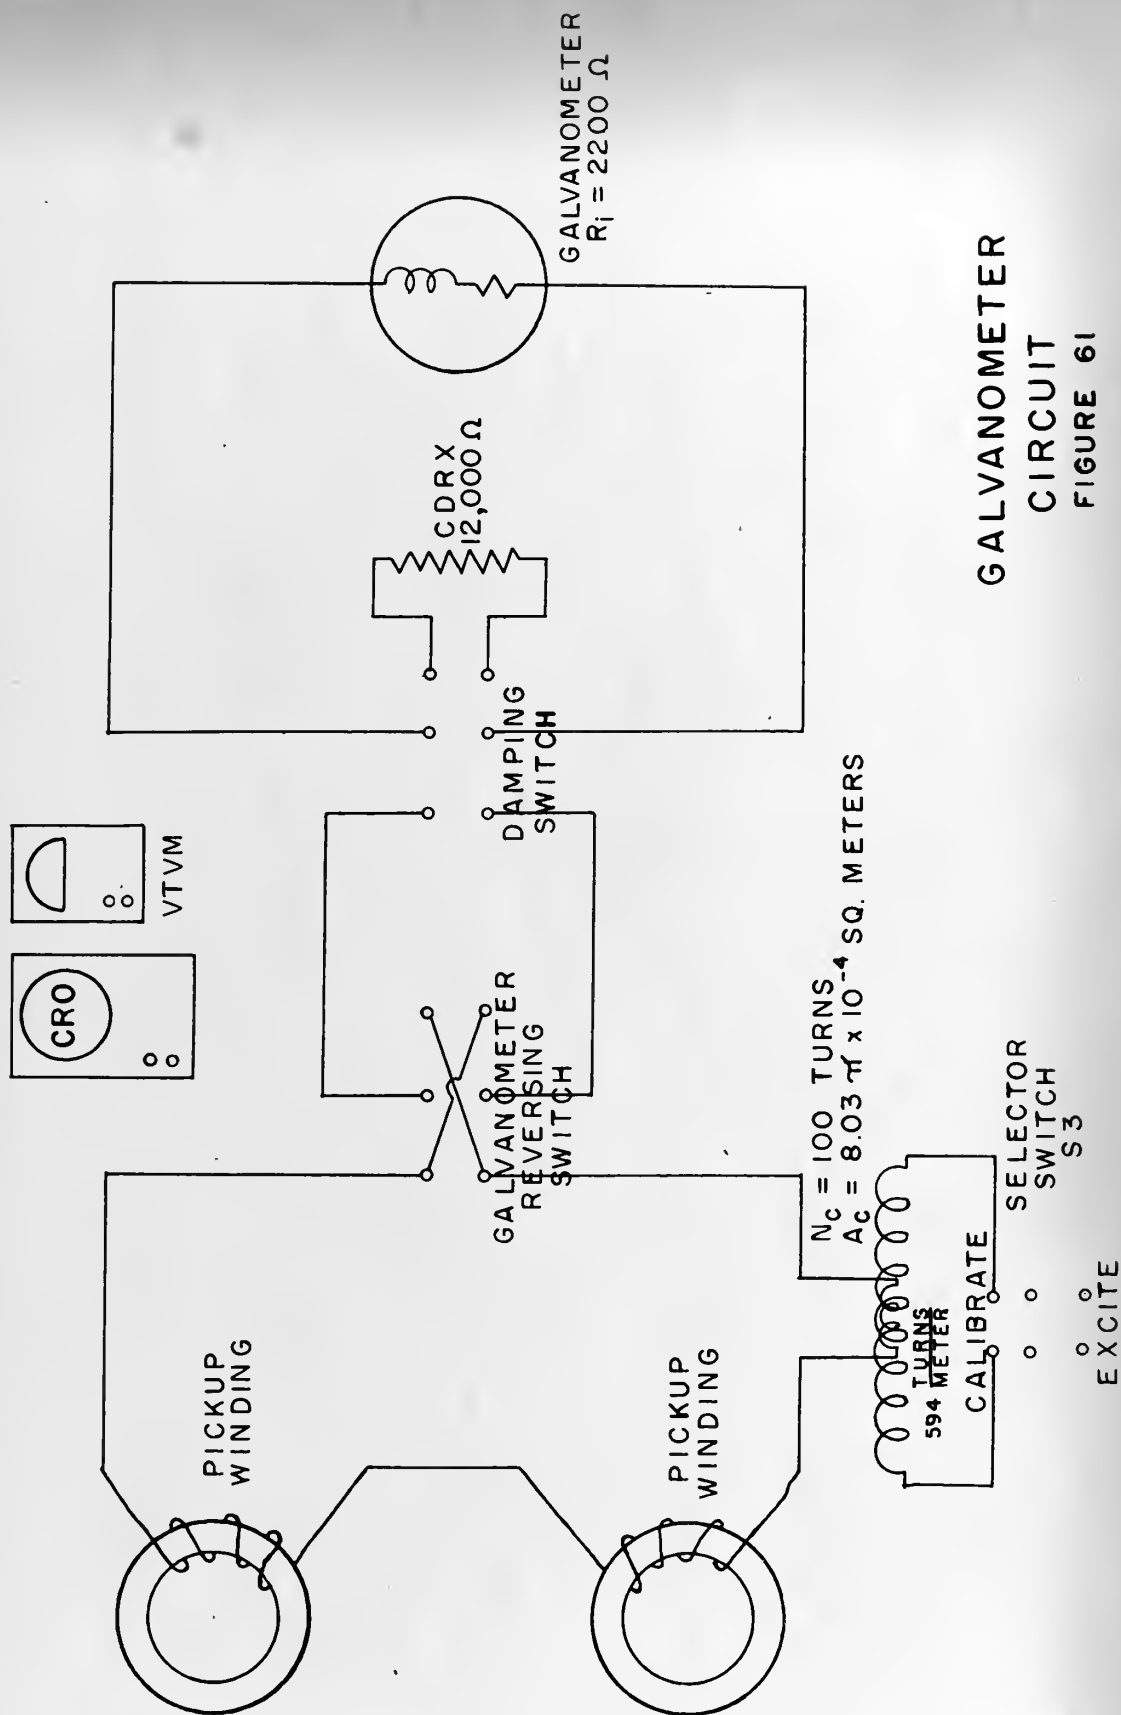 CRO
VTVM
PICKUP
WINDING
PICKUP
WINDING
GALVANOMETER
REVERSING
SWITCH
DAMPING
SWITCH
CDRX
12,000 Ω
GALVANOMETER
Ri = 2200 Ω
Nc = 100 TURNS
Ac = 8.03 π x 10⁻⁴ SQ. METERS
594 TURNS
METER
CALIBRATE
SELECTOR
SWITCH
S3
EXCITE
GALVANOMETER
CIRCUIT
FIGURE 61